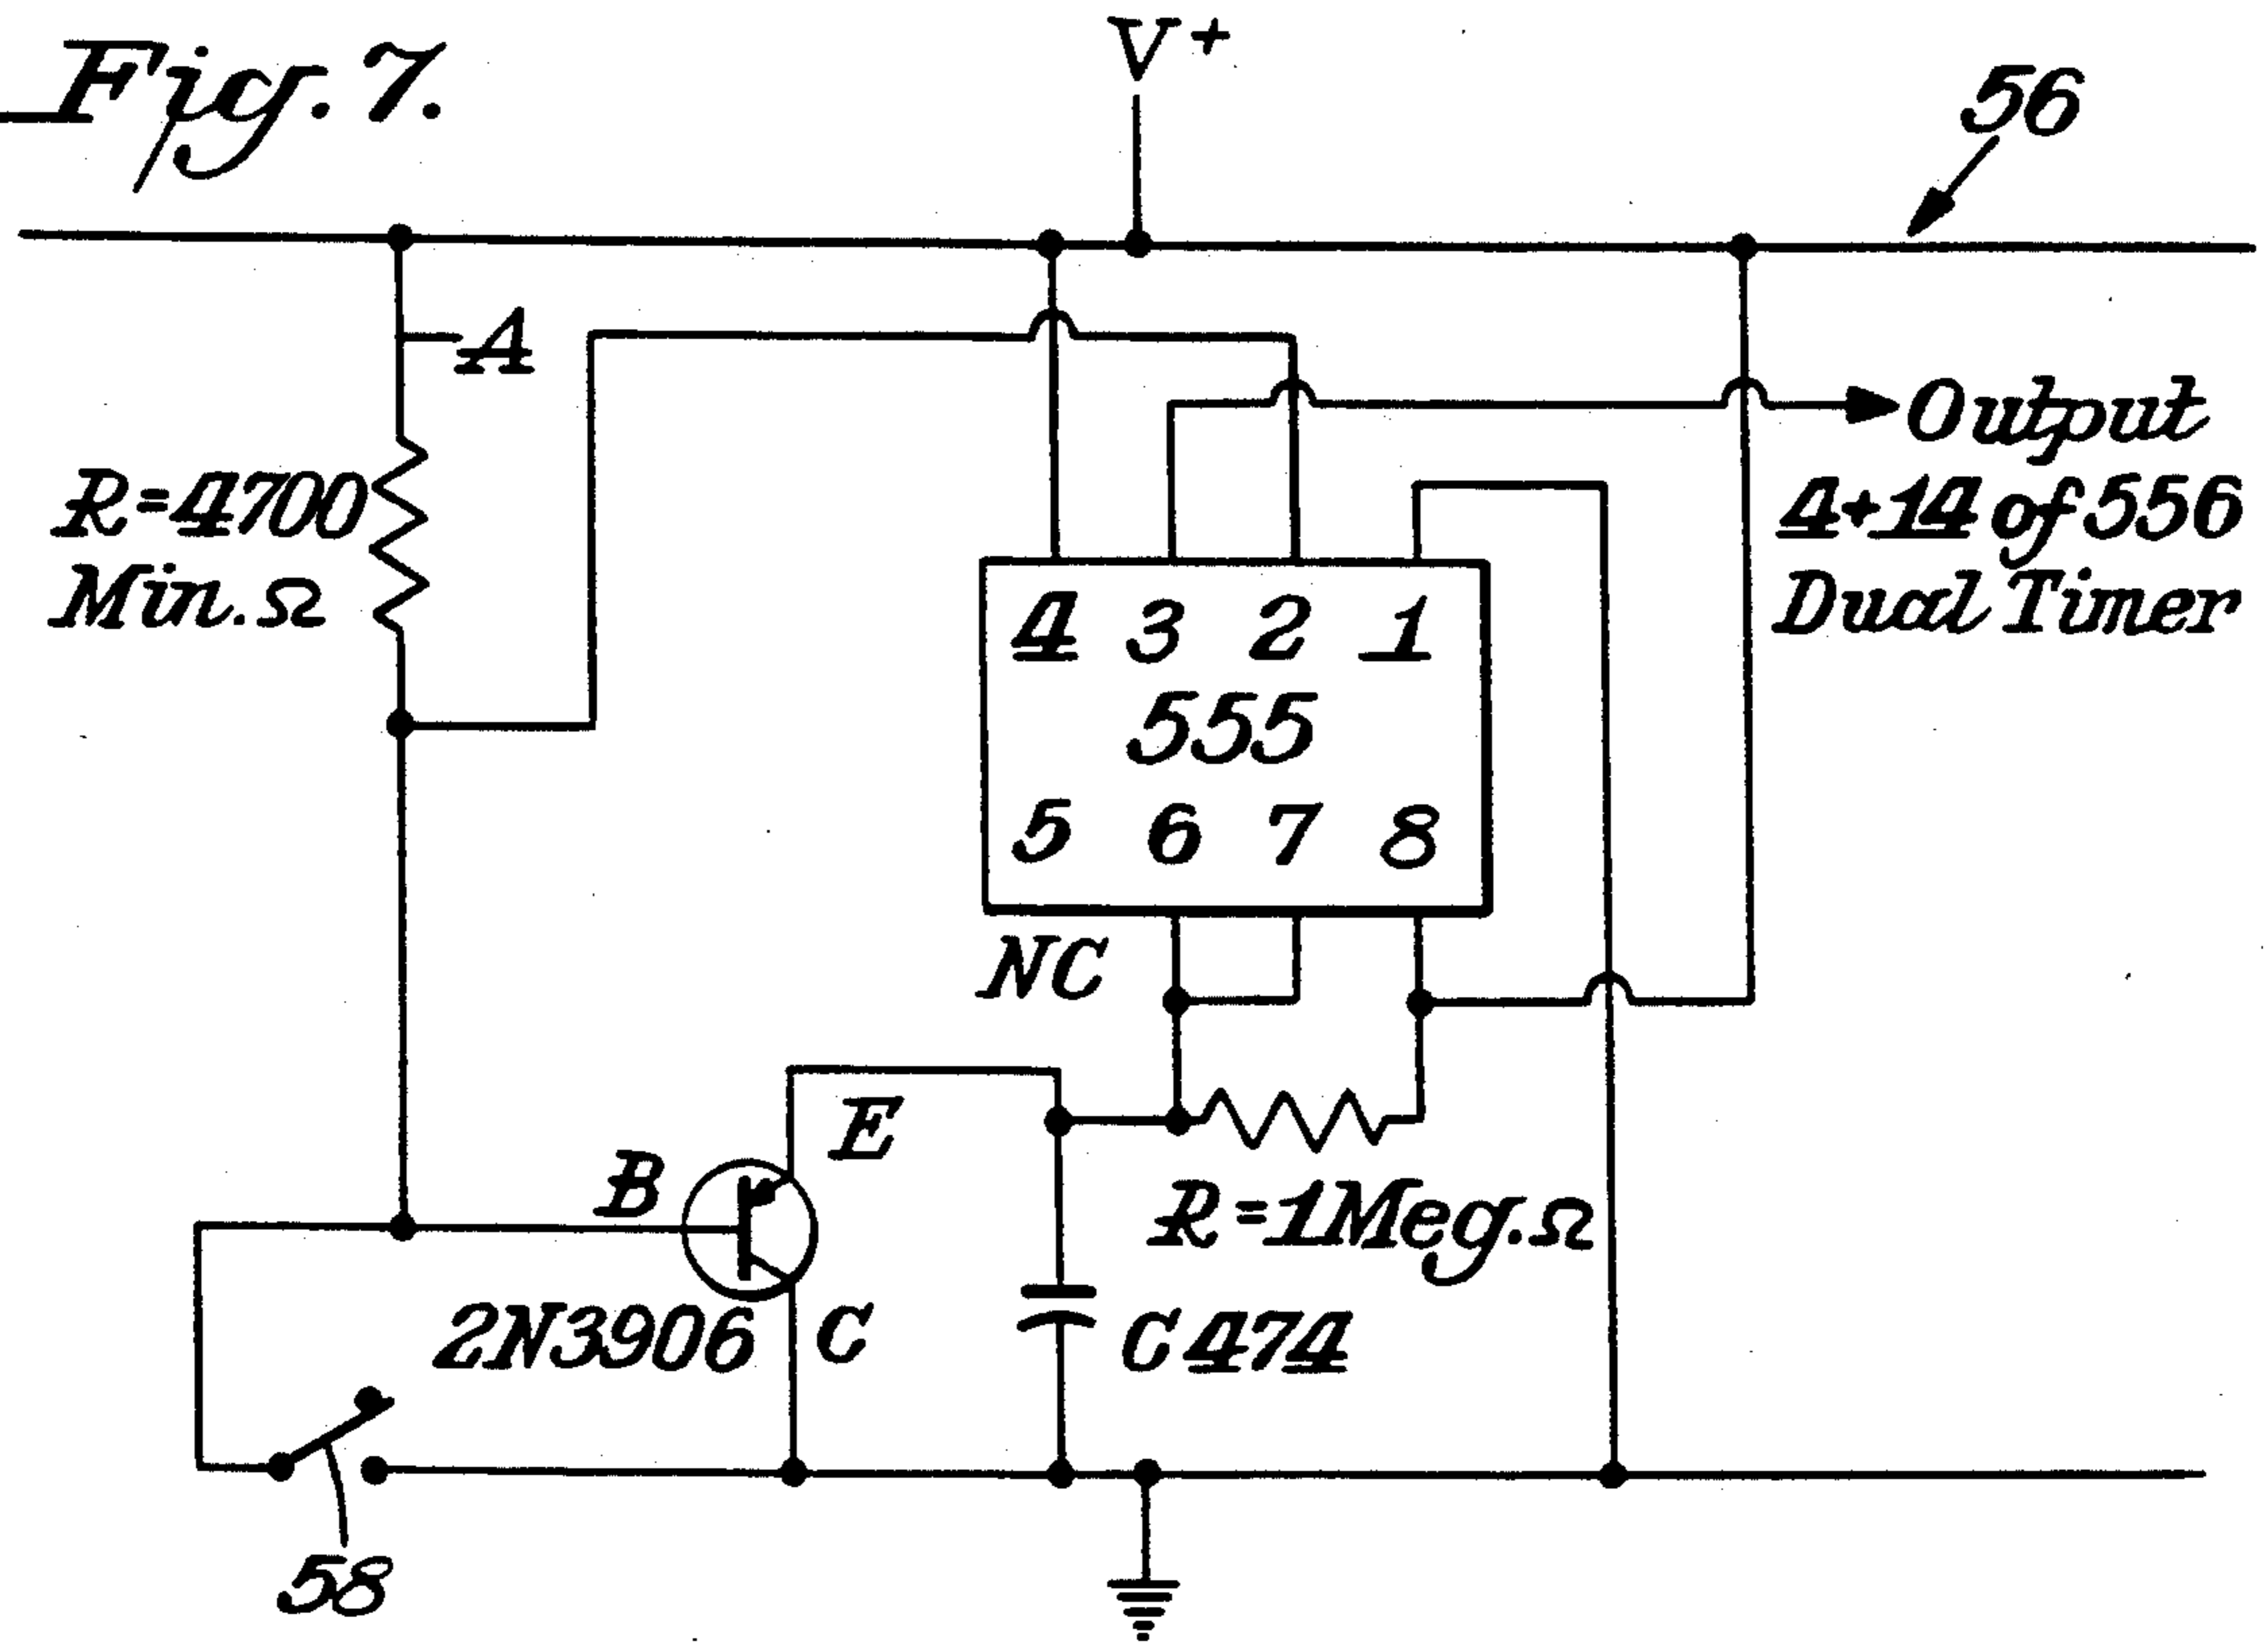 Fig. 7.
V+
56
A
Output
4+14 of 556
Dual Timer
R=4700
Min. Ω
4 3 2 1
555
5 6 7 8
NC
E
B
R=1Meg.Ω
2N3906
C
C 474
58